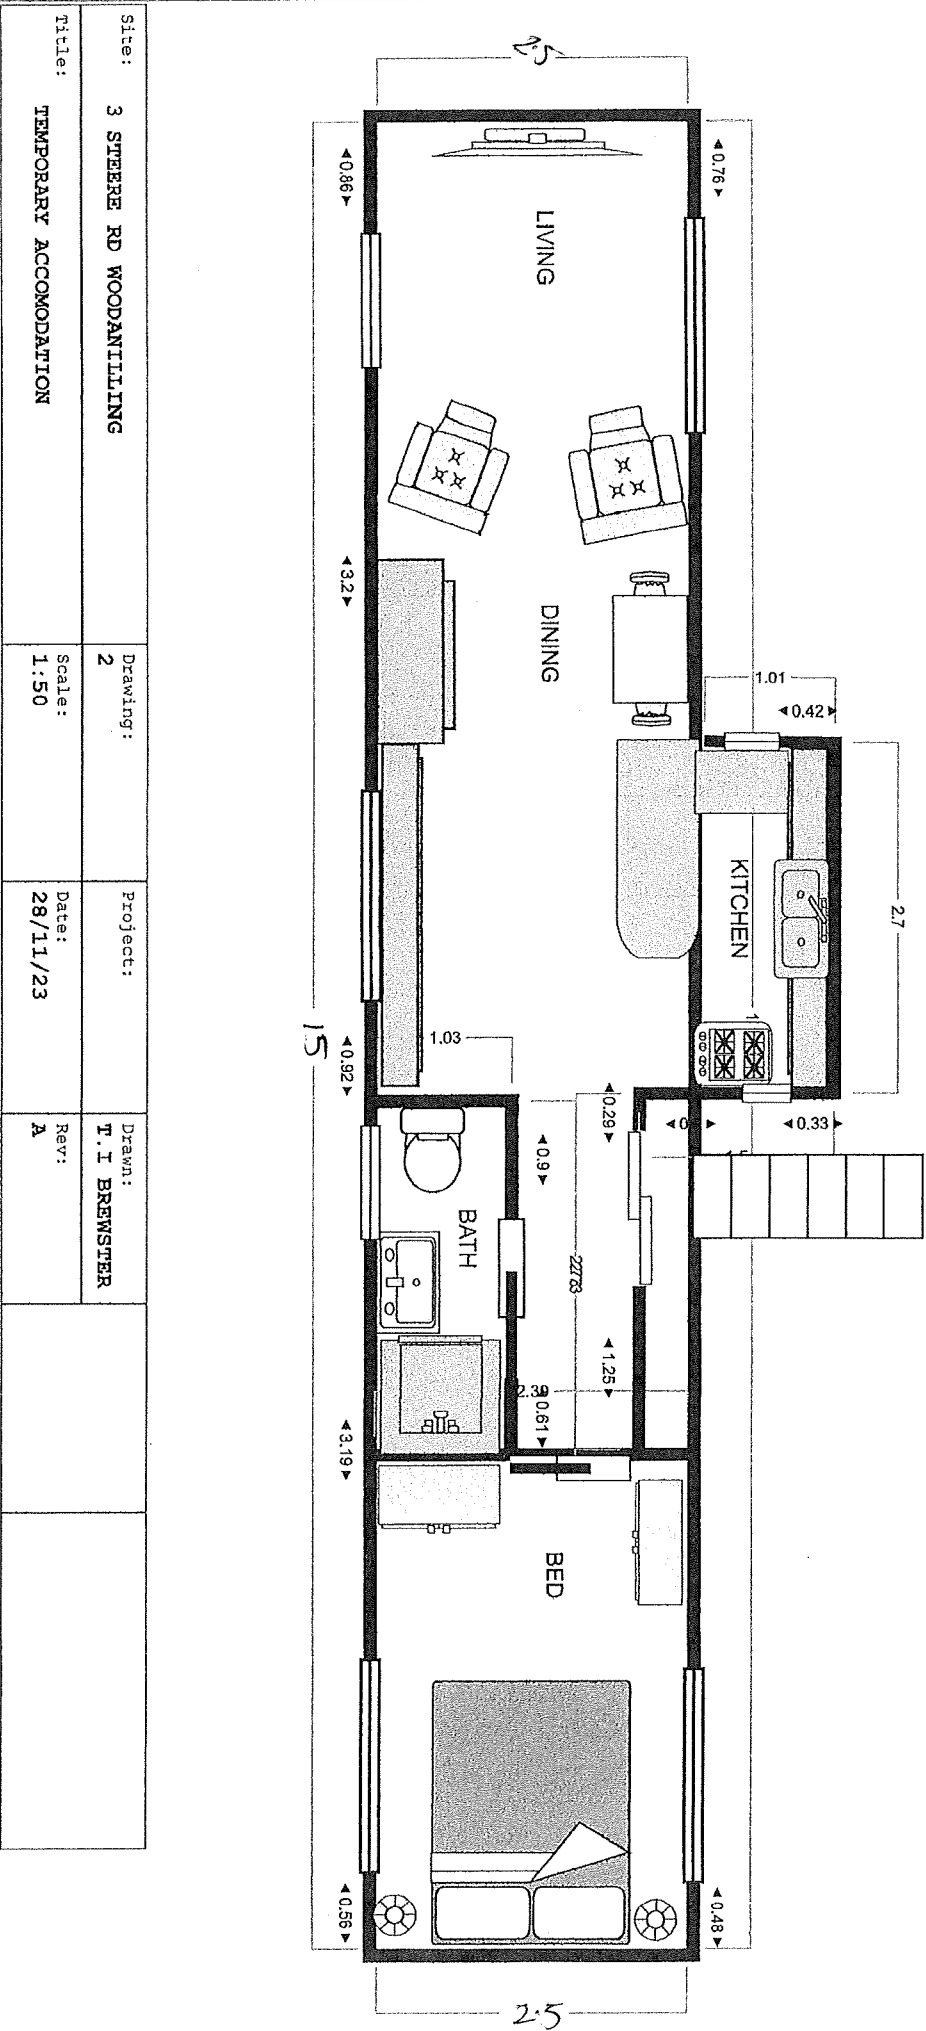 2.5
0.86
0.76
LIVING
3.2
DINING
1.01
0.42
2.7
KITCHEN
15
0.92
1.03
0.29
0.33
0.9
BATH
1.25
2.39
0.61
3.19
BED
0.56
0.48
2.5
Site:
3 STEERE RD WOODANILLING
Drawing:
2
Project:
Drawn:
T.I BREWSTER
Title:
TEMPORARY ACCOMODATION
Scale:
1:50
Date:
28/11/23
Rev:
A